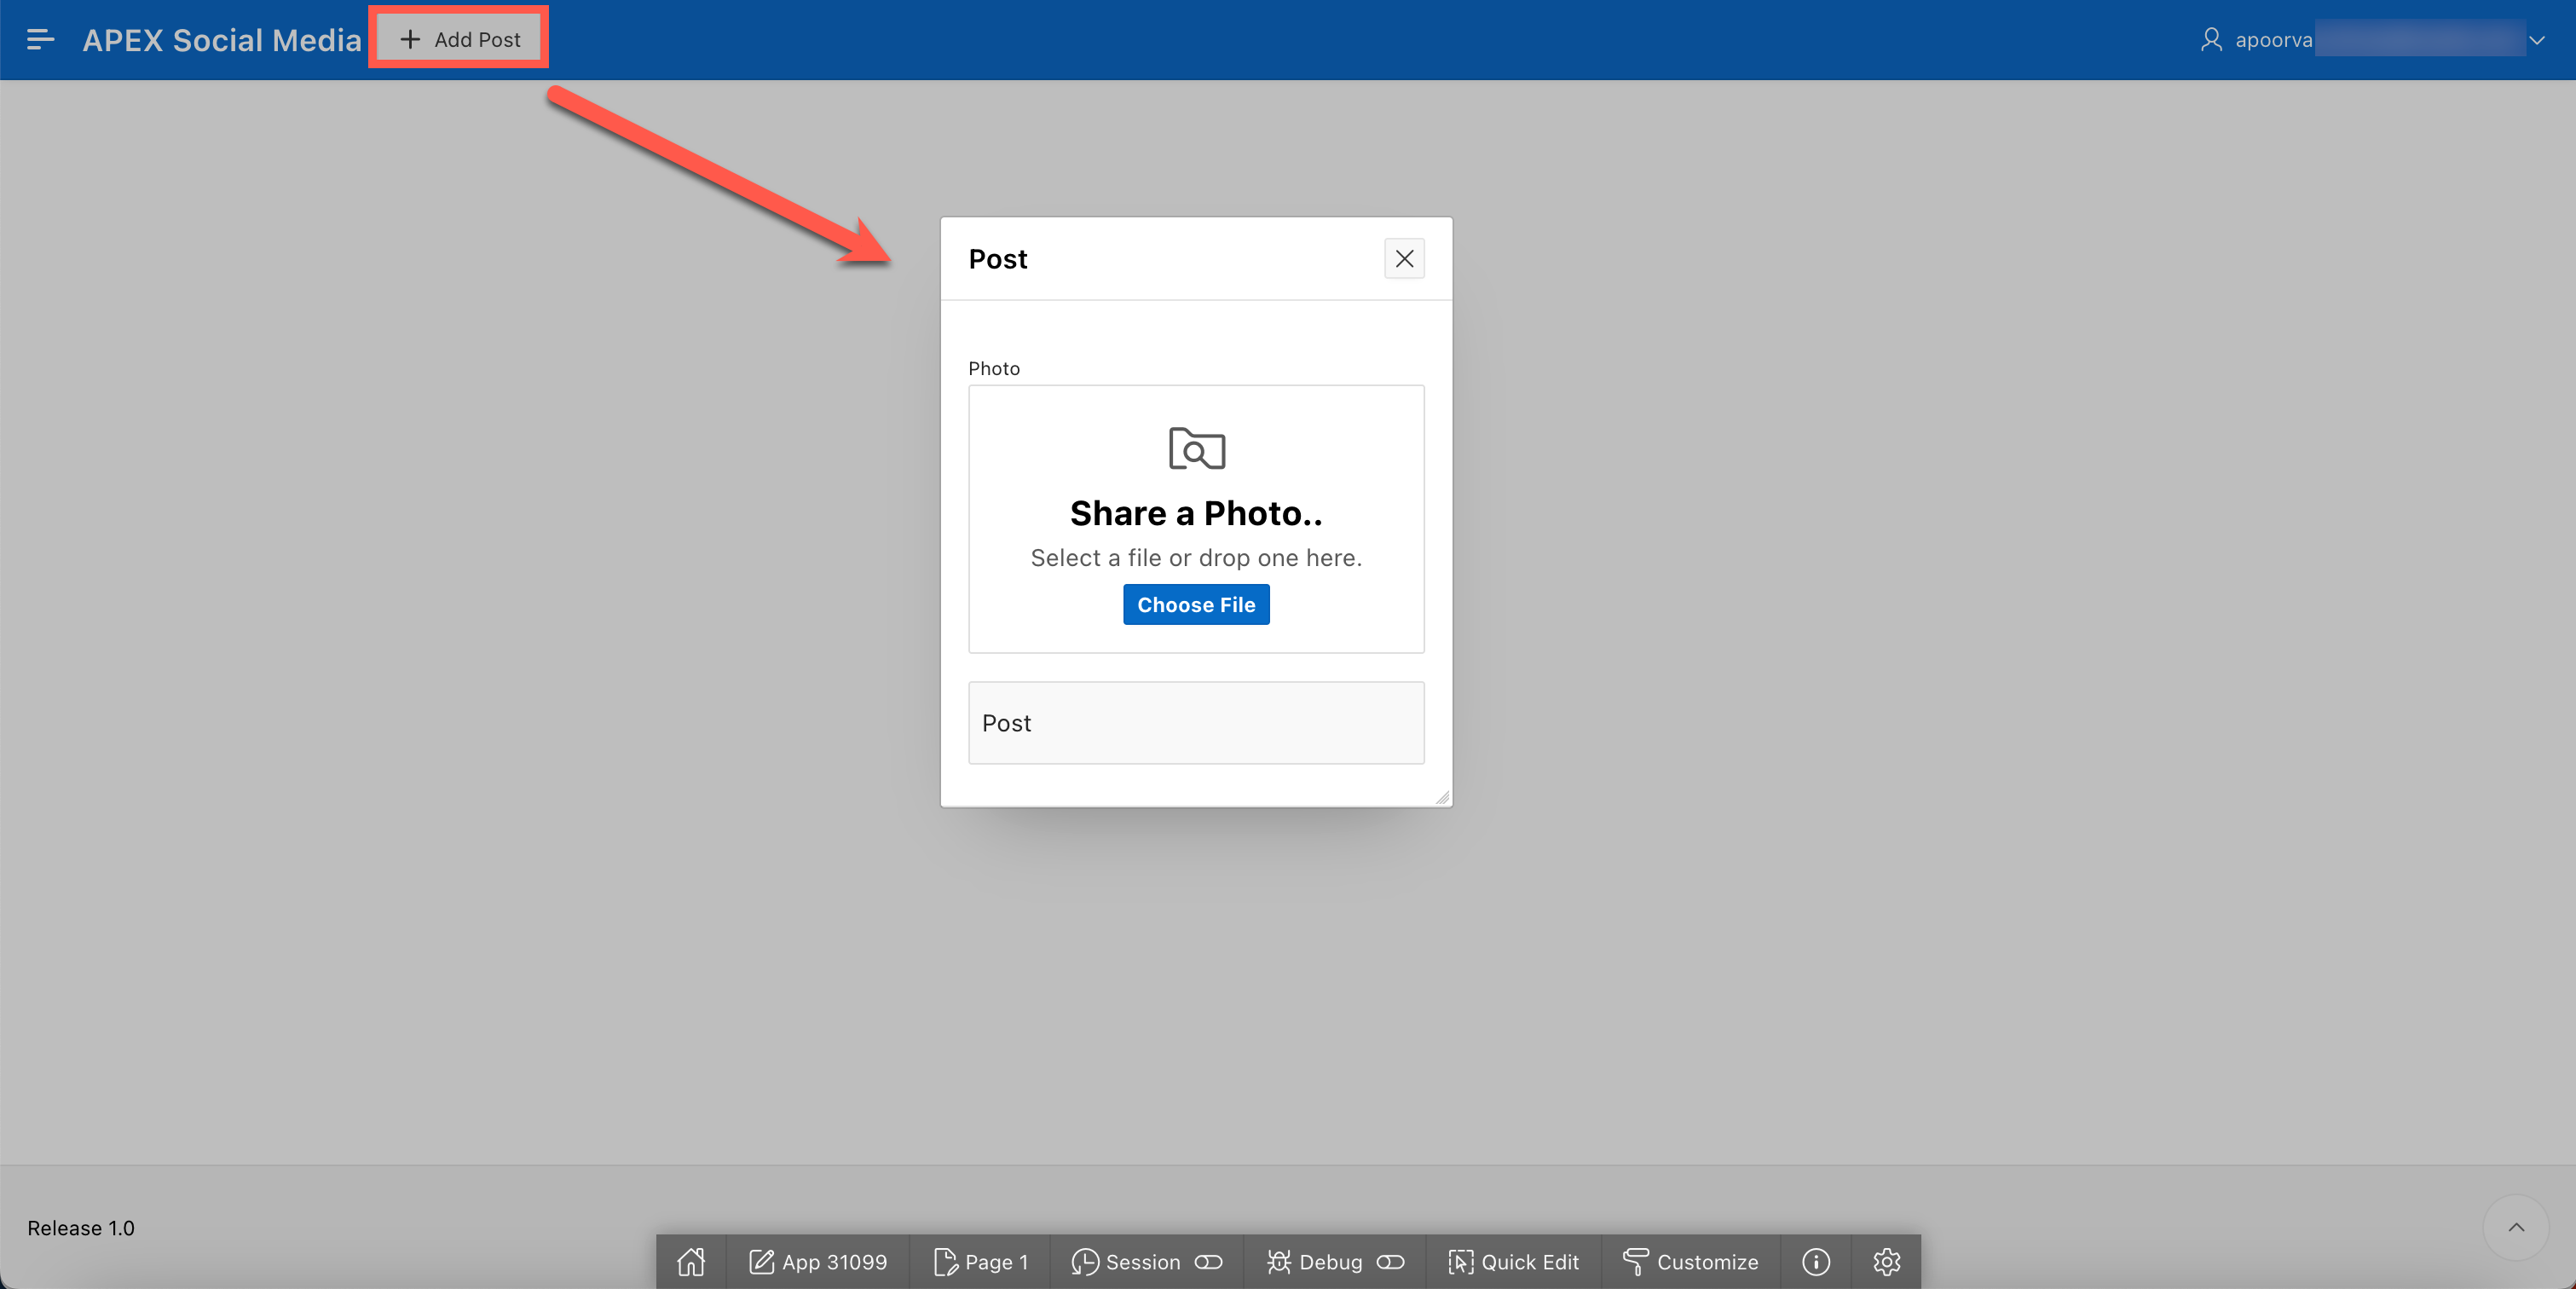 APEX Social Media
Add Post
apoorva
Post
Photo
Share a Photo..
Select a file or drop one here.
Choose File
Post
Release 1.0
App 31099
Page 1
Session
Debug
Quick Edit
Customize